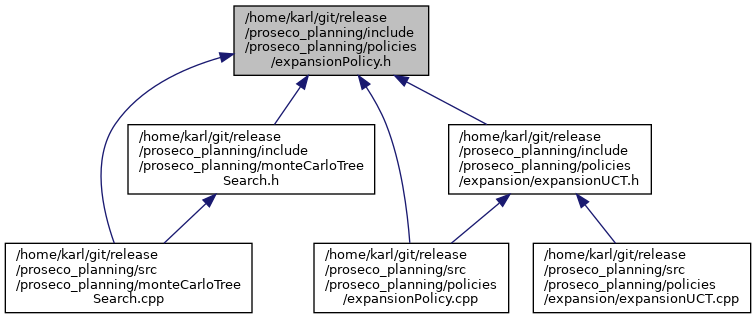 /home/karl/git/release
/proseco_planning/include
/proseco_planning/policies
/expansionPolicy.h
/home/karl/git/release
/proseco_planning/include
/proseco_planning/monteCarloTree
Search.h
/home/karl/git/release
/proseco_planning/include
/proseco_planning/policies
/expansion/expansionUCT.h
/home/karl/git/release
/proseco_planning/src
/proseco_planning/monteCarloTree
Search.cpp
/home/karl/git/release
/proseco_planning/src
/proseco_planning/policies
/expansionPolicy.cpp
/home/karl/git/release
/proseco_planning/src
/proseco_planning/policies
/expansion/expansionUCT.cpp